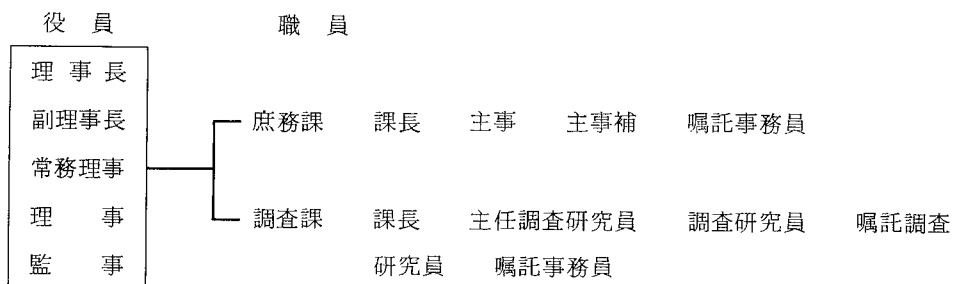 役員 職員
理事長
副理事長 庶務課 課長 主事 主事補 嘱託事務員
常務理事
理事 調査課 課長 主任調査研究員 調査研究員 嘱託調査
監事 研究員 嘱託事務員